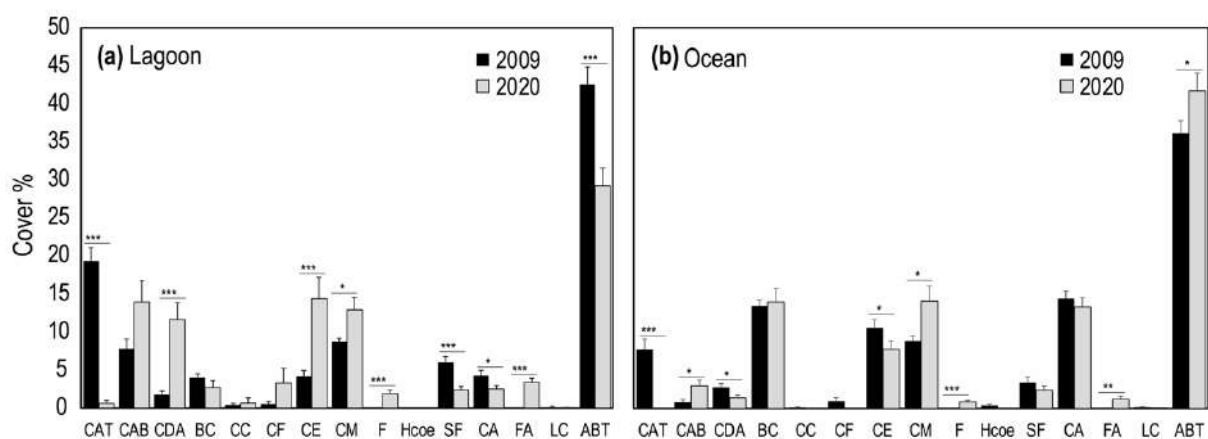 (a) Lagoon
2009
2020
(b) Ocean
2009
2020
Cover %
50
45
40
35
30
25
20
15
10
5
0
*** *** *** * *** *** * *** ***
*** * * * * *** ** *
CAT CAB CDA BC CC CF CE CM F Hcoe SF CA FA LC ABT
CAT CAB CDA BC CC CF CE CM F Hcoe SF CA FA LC ABT